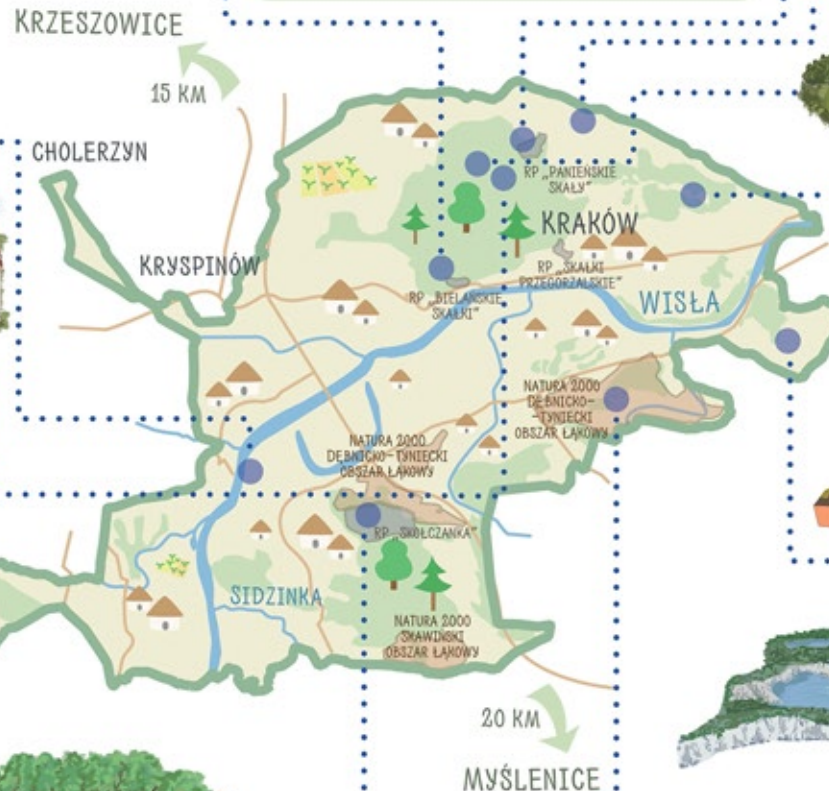 KRZESZOWICE
15 KM
CHOLERZYN
RP „PANIEŃSKIE
SKAŁY"
KRAKÓW
KRYSPINÓW
RP „SKAŁKI
PRZEGORZALSKIE"
RP „BIELAŃSKIE
SKAŁKI"
WISŁA
NATURA 2000
DĘBNICKO-
-TYNIECKI
OBSZAR ŁĄKOWY
NATURA 2000
DĘBNICKO-TYNIECKI
OBSZAR ŁĄKOWY
RP „SKOŁCZANKA"
SIDZINKA
NATURA 2000
SKAWIŃSKI
OBSZAR ŁĄKOWY
20 KM
MYŚLENICE